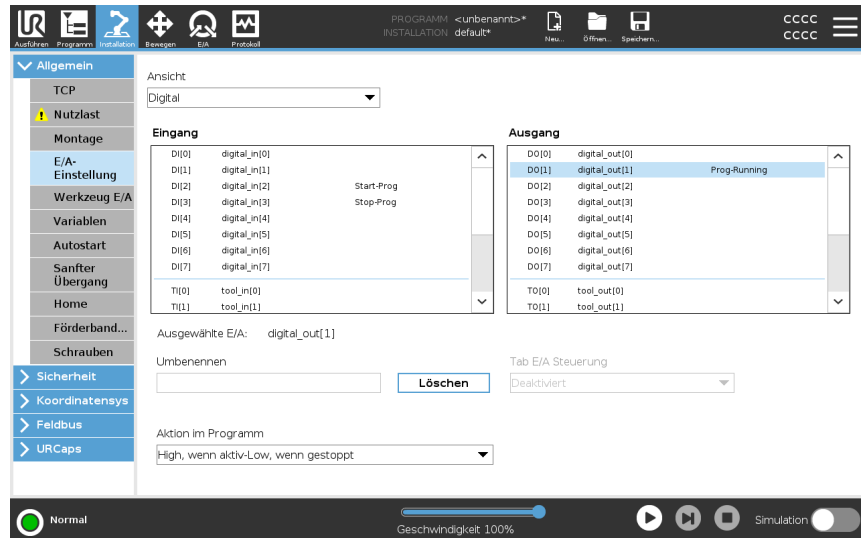 PROGRAMM <unbenannt>*
INSTALLATION default*
CCCC
CCCC
Ausführen Programm Installation Bewegen E/A Protokoll Neu... Öffnen... Speichern...
Allgemein
TCP
Nutzlast
Montage
E/A-
Einstellung
Werkzeug E/A
Variablen
Autostart
Sanfter
Übergang
Home
Förderband...
Schrauben
Sicherheit
Koordinatensys
Feldbus
URCaps
Ansicht
Digital
Eingang
DI[0] digital_in[0]
DI[1] digital_in[1]
DI[2] digital_in[2] Start-Prog
DI[3] digital_in[3] Stop-Prog
DI[4] digital_in[4]
DI[5] digital_in[5]
DI[6] digital_in[6]
DI[7] digital_in[7]
TI[0] tool_in[0]
TI[1] tool_in[1]
Ausgang
DO[0] digital_out[0]
DO[1] digital_out[1] Prog-Running
DO[2] digital_out[2]
DO[3] digital_out[3]
DO[4] digital_out[4]
DO[5] digital_out[5]
DO[6] digital_out[6]
DO[7] digital_out[7]
TO[0] tool_out[0]
TO[1] tool_out[1]
Ausgewählte E/A: digital_out[1]
Umbenennen
Löschen
Tab E/A Steuerung
Deaktiviert
Aktion im Programm
High, wenn aktiv-Low, wenn gestoppt
Normal
Geschwindigkeit 100%
Simulation